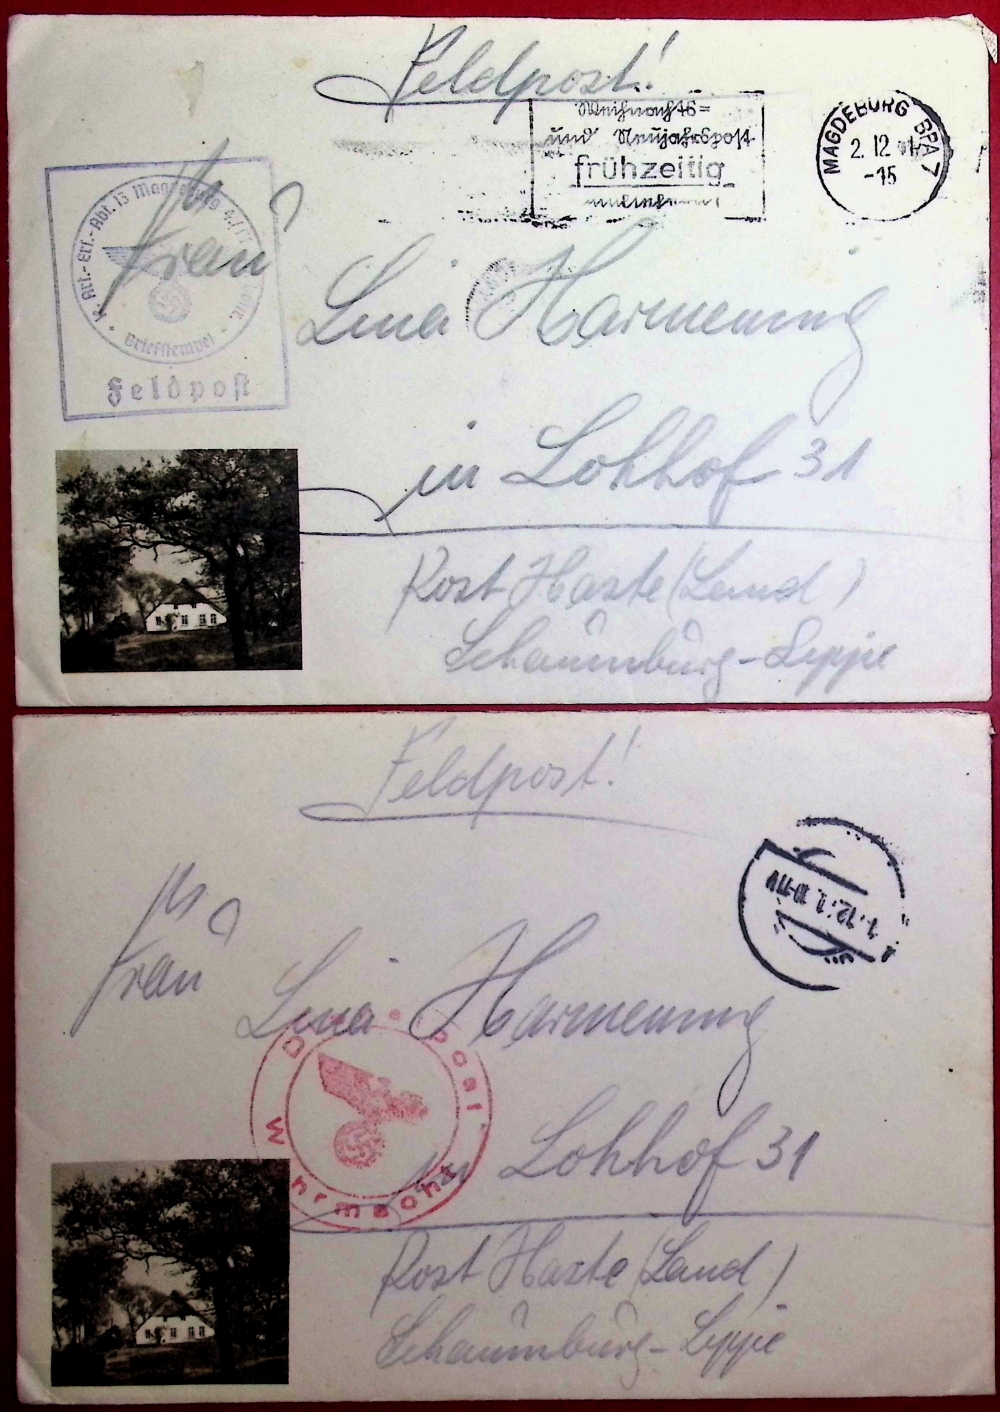 Feldpost!
Weihnachts=
und Neujahrspost
frühzeitig
MAGDEBURG BPA 7
2.12.41-
-15
Art.-Ers.-Abt. 13 Magdeburg
Briefstempel
Feldpost
Frau
Lina Harmening
in Lohhof 31
Post Haste (Land)
Schaumburg-Lippe
Feldpost!
Frau
Lina Harmening
in Lohhof 31
Post Haste (Land)
Schaumburg-Lippe
Wehrmacht